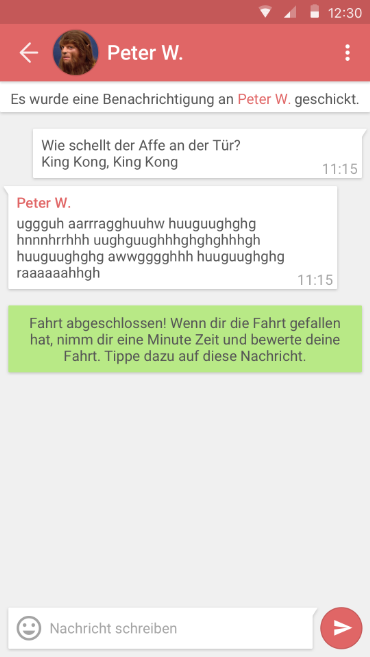 12:30
Peter W.
Es wurde eine Benachrichtigung an Peter W. geschickt.
Wie schellt der Affe an der Tür?
King Kong, King Kong
11:15
Peter W.
uggguh aarrragghuuhw huuguughghg
hnnnhrrhhh uughguughhhghghghhhgh
huuguughghg awwgggghhh huuguughghg
raaaaaahhgh
11:15
Fahrt abgeschlossen! Wenn dir die Fahrt gefallen
hat, nimm dir eine Minute Zeit und bewerte deine
Fahrt. Tippe dazu auf diese Nachricht.
Nachricht schreiben